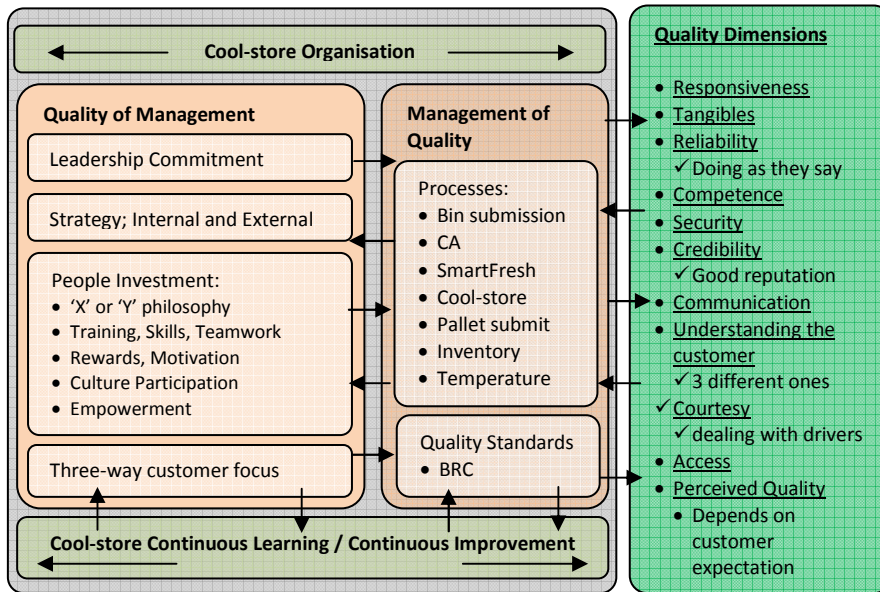 Cool-store Organisation
Quality of Management
Leadership Commitment
Strategy; Internal and External
People Investment:
• ‘X’ or ‘Y’ philosophy
• Training, Skills, Teamwork
• Rewards, Motivation
• Culture Participation
• Empowerment
Three-way customer focus
Management of
Quality
Processes:
• Bin submission
• CA
• SmartFresh
• Cool-store
• Pallet submit
• Inventory
• Temperature
Quality Standards
• BRC
Cool-store Continuous Learning / Continuous Improvement
Quality Dimensions
• Responsiveness
• Tangibles
• Reliability
✓ Doing as they say
• Competence
• Security
• Credibility
✓ Good reputation
• Communication
• Understanding the
customer
✓ 3 different ones
✓ Courtesy
✓ dealing with drivers
• Access
• Perceived Quality
• Depends on
customer
expectation